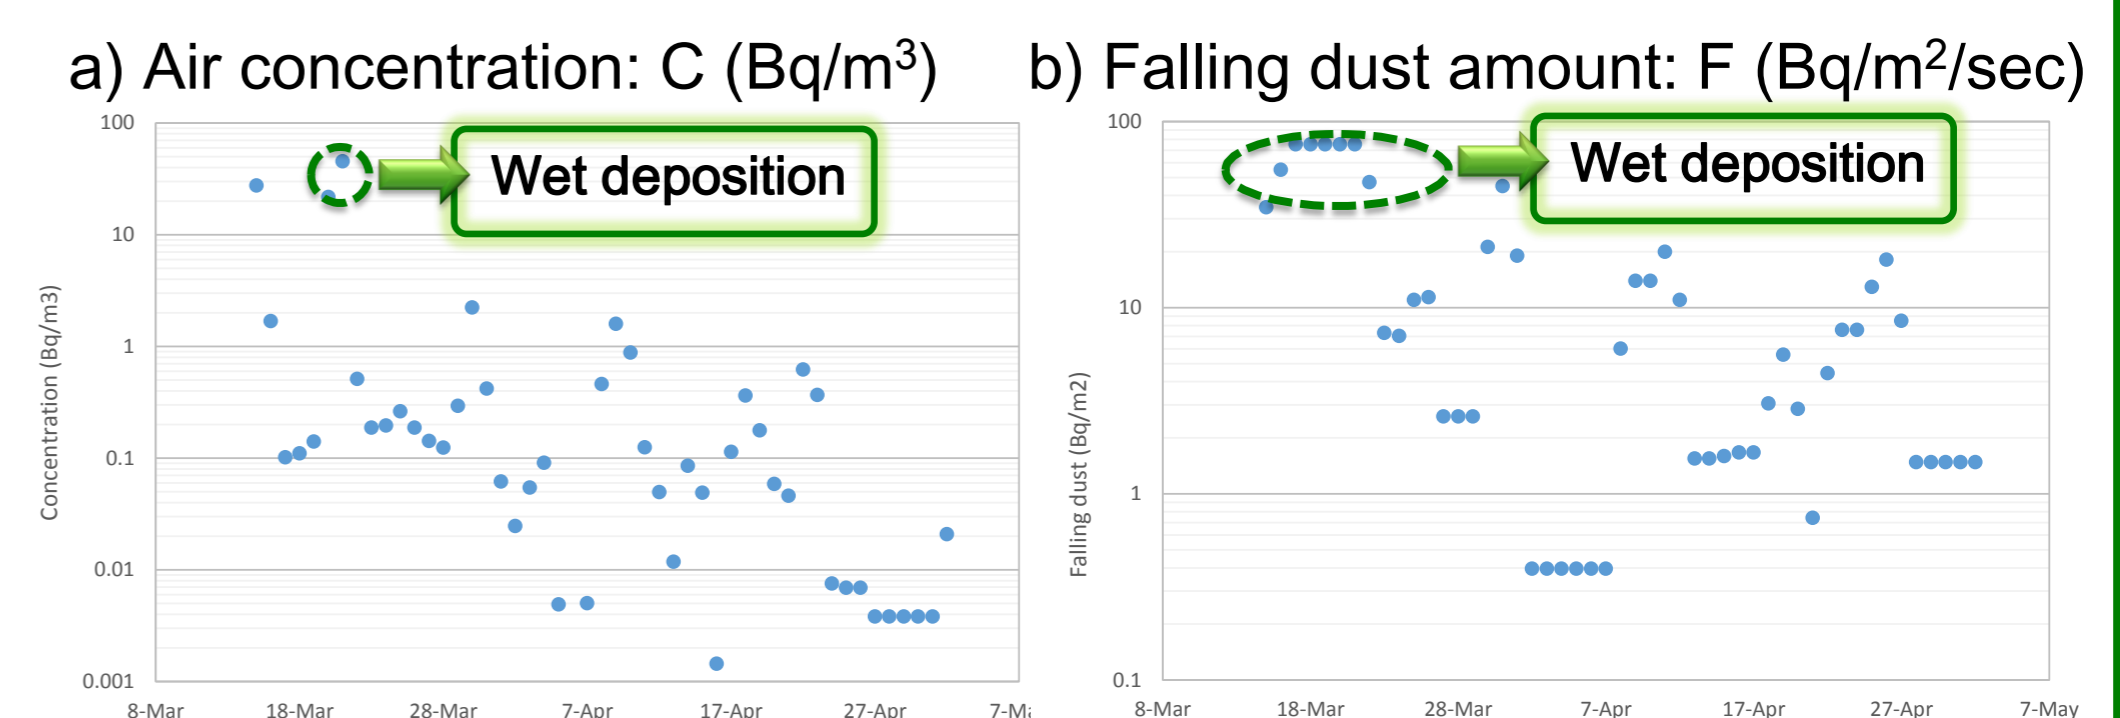 a) Air concentration: C (Bq/m³)
100
10
1
0.1
0.01
0.001
Concentration (Bq/m3)
Wet deposition
8-Mar 18-Mar 28-Mar 7-Apr 17-Apr 27-Apr 7-Ma
b) Falling dust amount: F (Bq/m²/sec)
100
10
1
0.1
Falling dust (Bq/m2)
Wet deposition
8-Mar 18-Mar 28-Mar 7-Apr 17-Apr 27-Apr 7-May